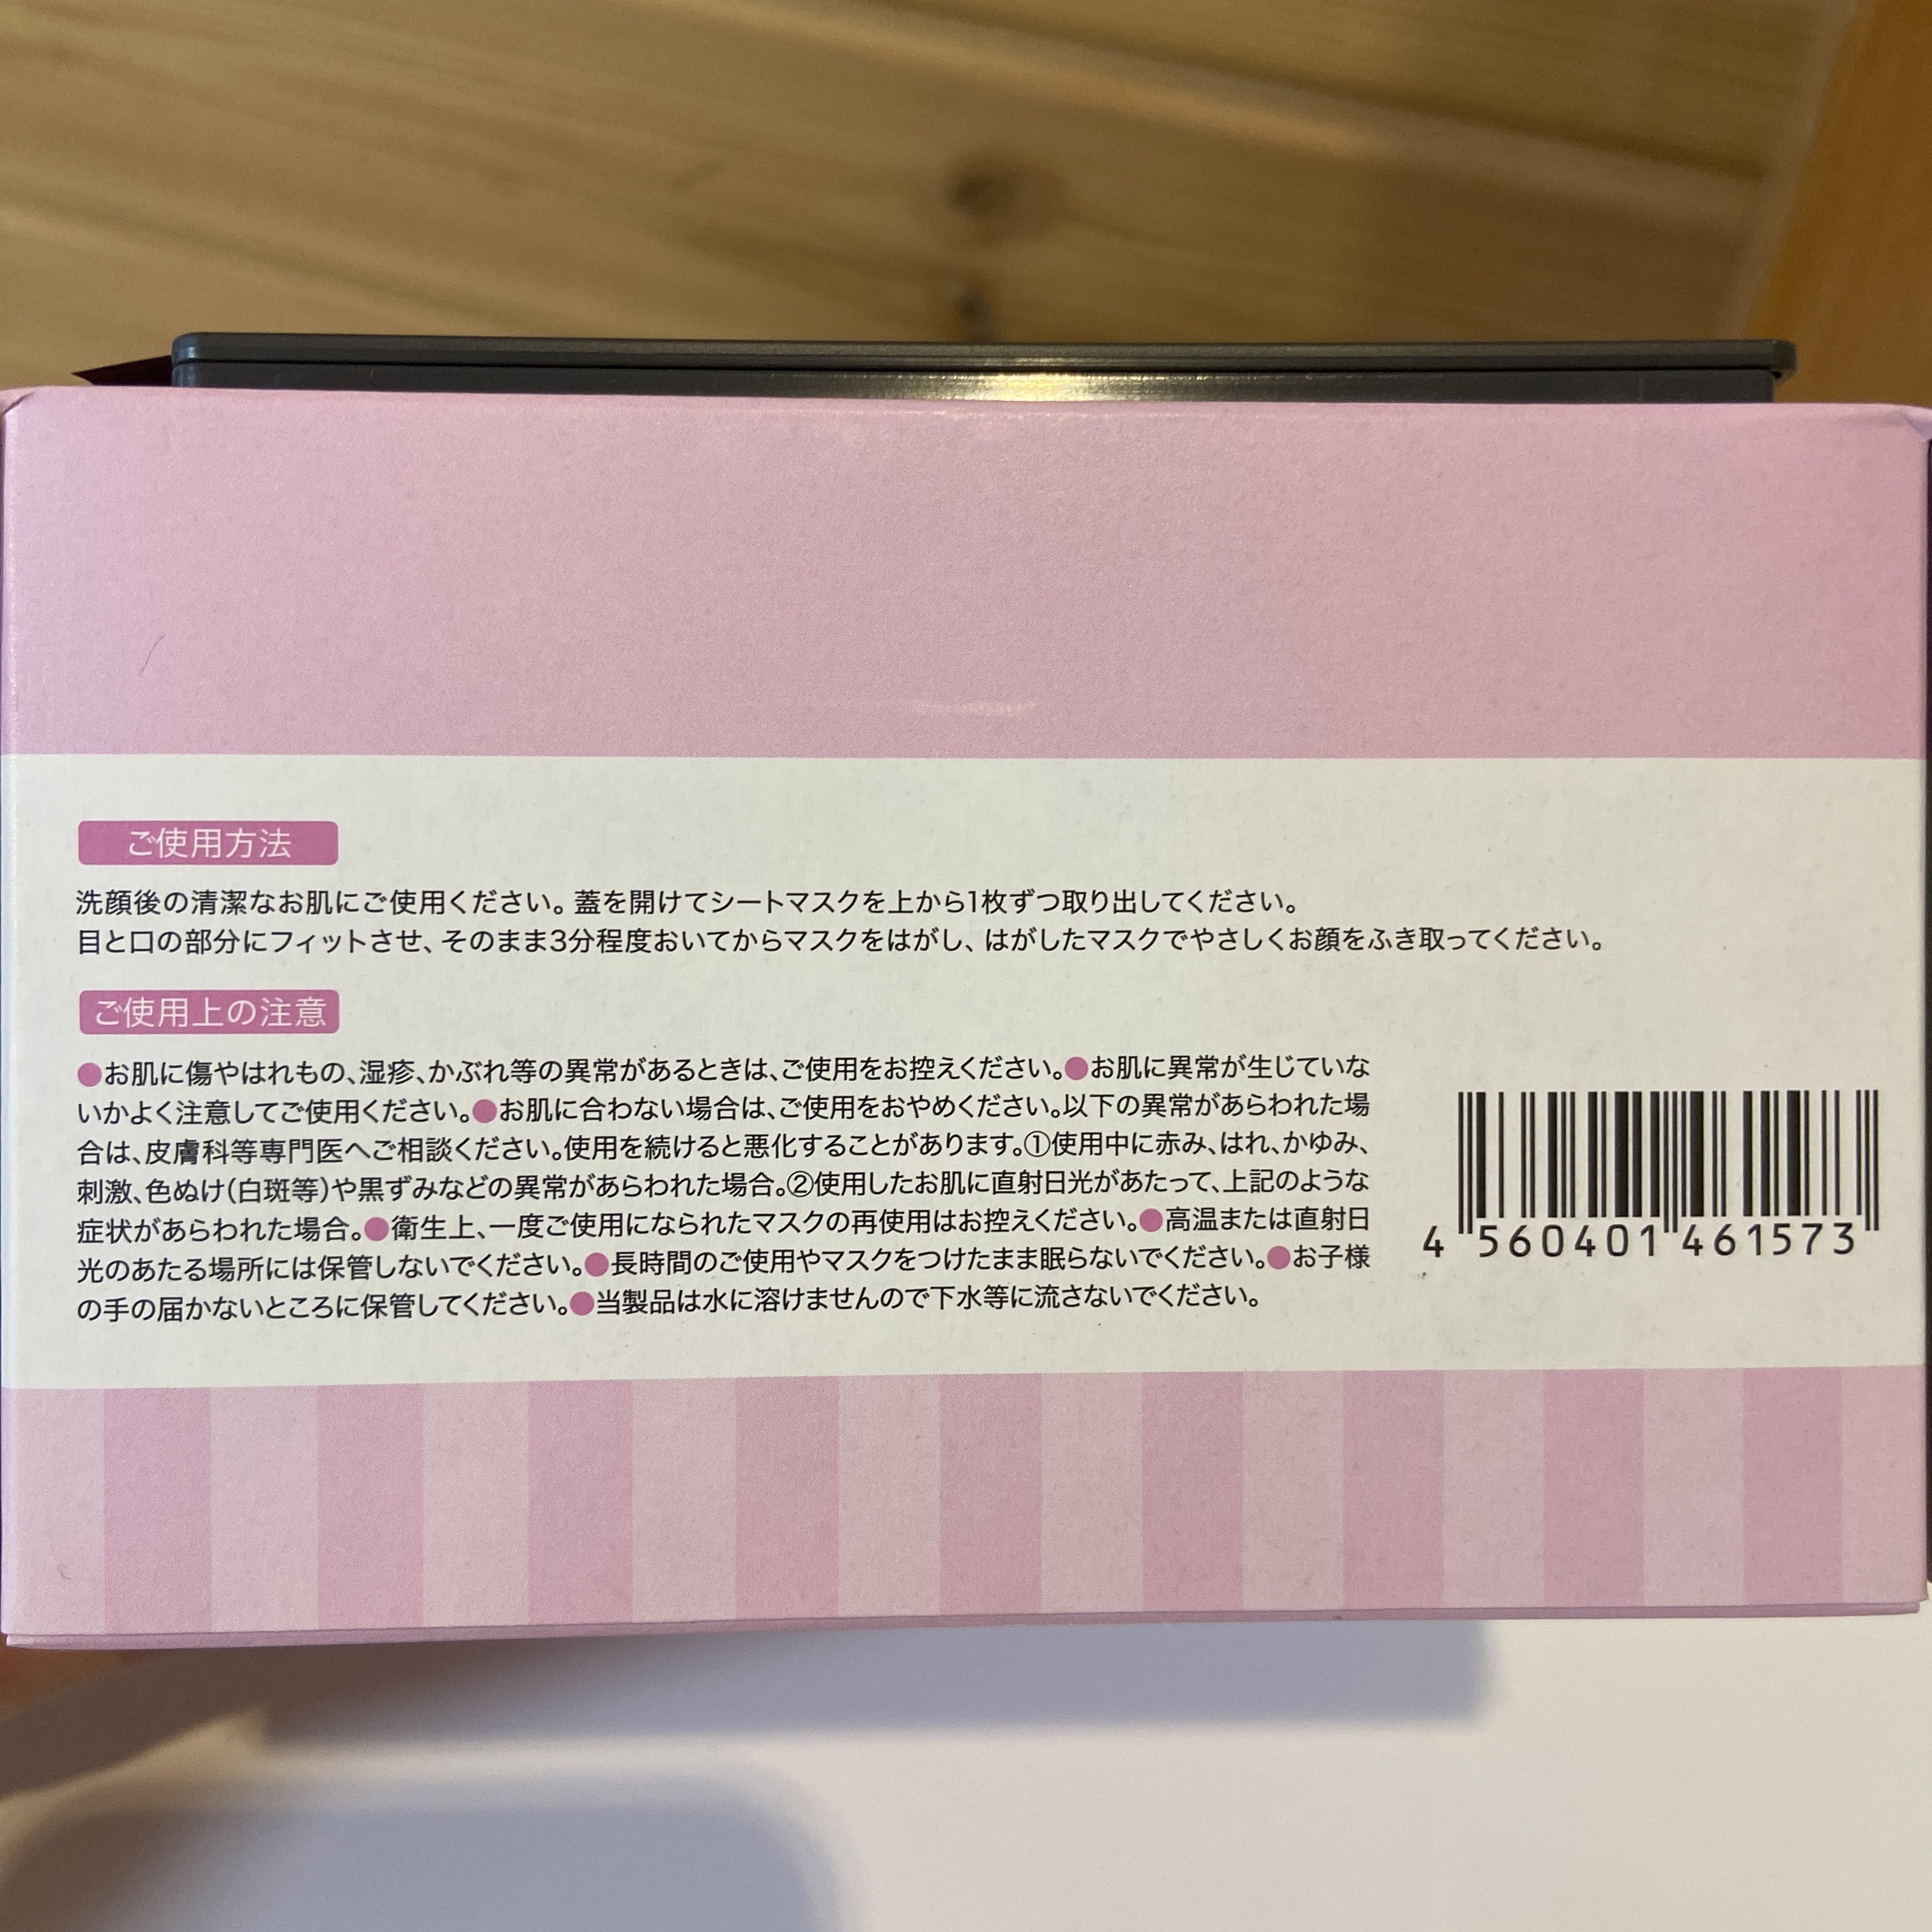 ご使用方法
洗顔後の清潔なお肌にご使用ください。蓋を開けてシートマスクを上から1枚ずつ取り出してください。
目と口の部分にフィットさせ、そのまま3分程度おいてからマスクをはがし、はがしたマスクでやさしくお顔をふき取ってください。
ご使用上の注意
●お肌に傷やはれもの、湿疹、かぶれ等の異常があるときは、ご使用をお控えください。●お肌に異常が生じていな
いかよく注意してご使用ください。●お肌に合わない場合は、ご使用をおやめください。以下の異常があらわれた場
合は、皮膚科等専門医へご相談ください。使用を続けると悪化することがあります。①使用中に赤み、はれ、かゆみ、
刺激、色ぬけ(白斑等)や黒ずみなどの異常があらわれた場合。②使用したお肌に直射日光があたって、上記のような
症状があらわれた場合。●衛生上、一度ご使用になられたマスクの再使用はお控えください。●高温または直射日
光のあたる場所には保管しないでください。●長時間のご使用やマスクをつけたまま眠らないでください。●お子様
の手の届かないところに保管してください。●当製品は水に溶けませんので下水等に流さないでください。
4 560401 461573